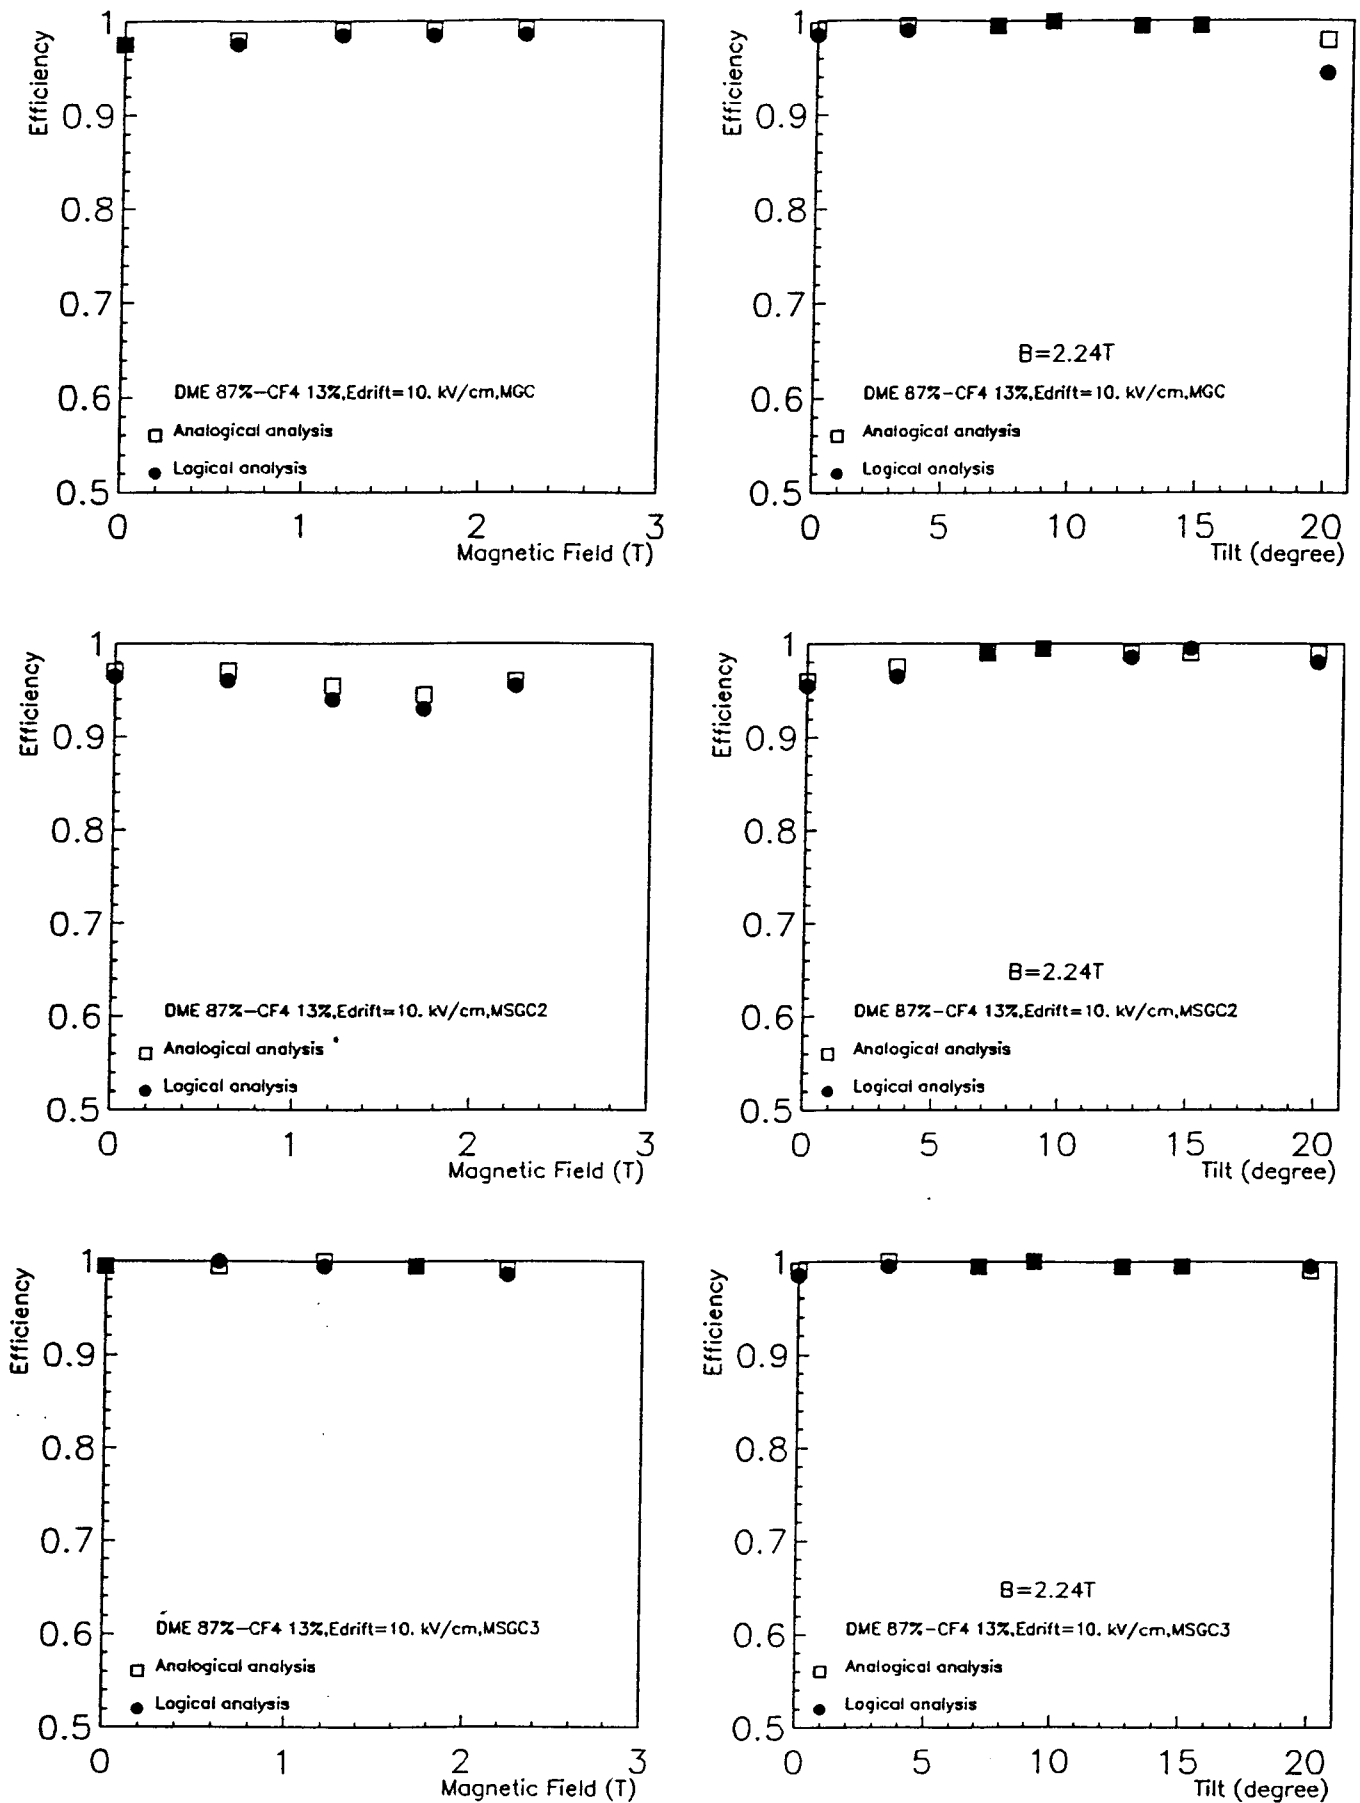 Efficiency
1
0.9
0.8
0.7
0.6
0.5
DME 87%-CF4 13%,Edrift=10. kV/cm,MGC
Analogical analysis
Logical analysis
0 1 2 3
Magnetic Field (T)
Efficiency
1
0.9
0.8
0.7
0.6
0.5
B=2.24T
DME 87%-CF4 13%,Edrift=10. kV/cm,MGC
Analogical analysis
Logical analysis
0 5 10 15 20
Tilt (degree)
Efficiency
1
0.9
0.8
0.7
0.6
0.5
DME 87%-CF4 13%,Edrift=10. kV/cm,MSGC2
Analogical analysis
Logical analysis
0 1 2 3
Magnetic Field (T)
Efficiency
1
0.9
0.8
0.7
0.6
0.5
B=2.24T
DME 87%-CF4 13%,Edrift=10. kV/cm,MSGC2
Analogical analysis
Logical analysis
0 5 10 15 20
Tilt (degree)
Efficiency
1
0.9
0.8
0.7
0.6
0.5
DME 87%-CF4 13%,Edrift=10. kV/cm,MSGC3
Analogical analysis
Logical analysis
0 1 2 3
Magnetic Field (T)
Efficiency
1
0.9
0.8
0.7
0.6
0.5
B=2.24T
DME 87%-CF4 13%,Edrift=10. kV/cm,MSGC3
Analogical analysis
Logical analysis
0 5 10 15 20
Tilt (degree)